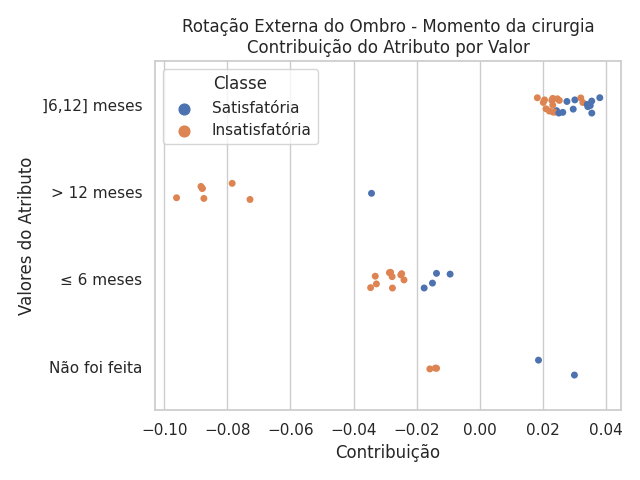 Rotação Externa do Ombro - Momento da cirurgia
Contribuição do Atributo por Valor
Classe
Satisfatória
Insatisfatória
Valores do Atributo
]6,12] meses
> 12 meses
≤ 6 meses
Não foi feita
−0.10 −0.08 −0.06 −0.04 −0.02 0.00 0.02 0.04
Contribuição